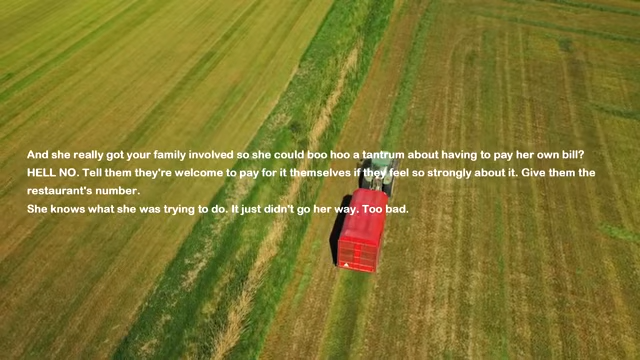 And she really got your family involved so she could boo hoo a tantrum about having to pay her own bill?
HELL NO. Tell them they're welcome to pay for it themselves if they feel so strongly about it. Give them the
restaurant's number.
She knows what she was trying to do. It just didn't go her way. Too bad.